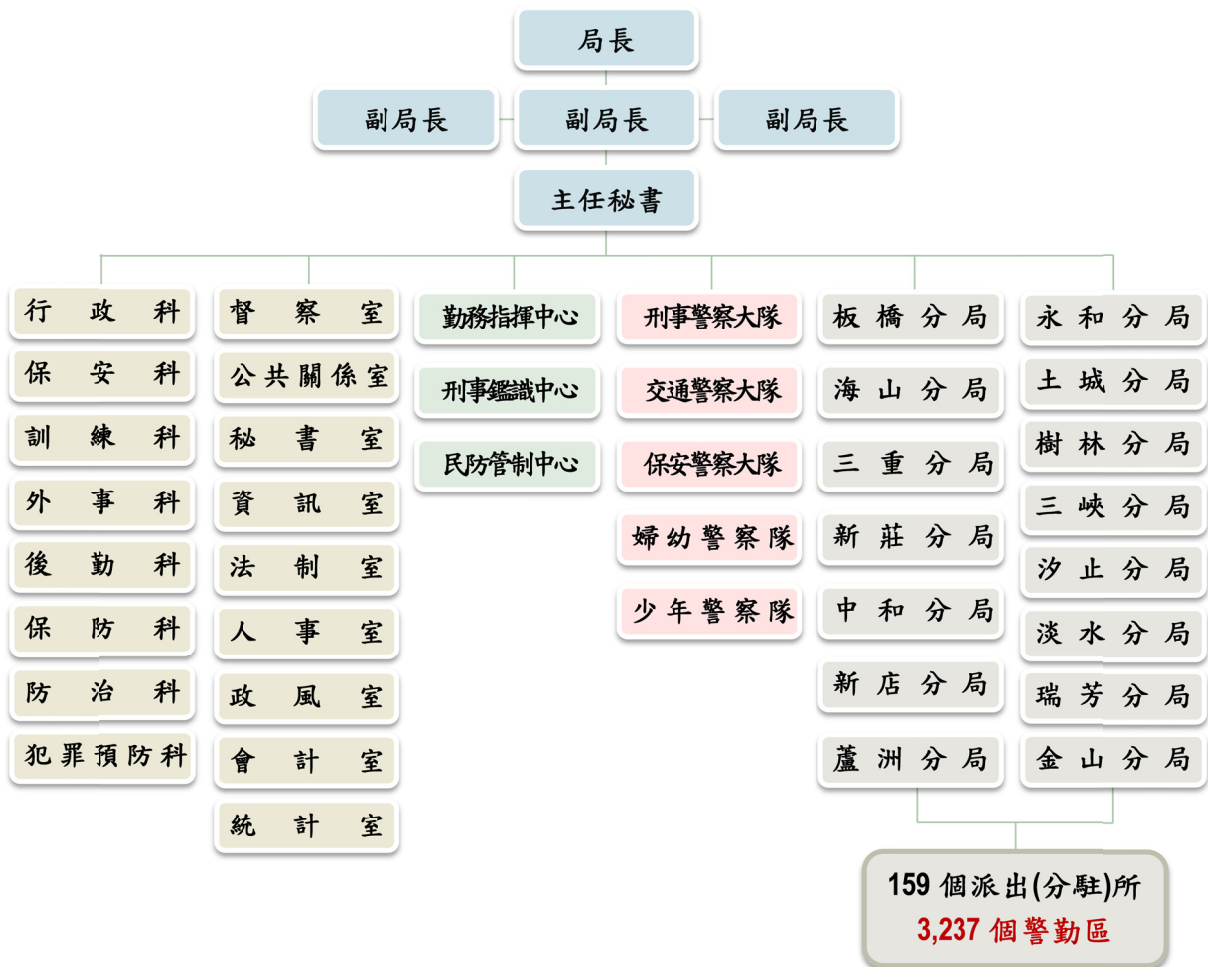 局長
副局長
副局長
副局長
主任秘書
行政科
保安科
訓練科
外事科
後勤科
保防科
防治科
犯罪預防科
督察室
公共關係室
秘書室
資訊室
法制室
人事室
政風室
會計室
統計室
勤務指揮中心
刑事鑑識中心
民防管制中心
刑事警察大隊
交通警察大隊
保安警察大隊
婦幼警察隊
少年警察隊
板橋分局
海山分局
三重分局
新莊分局
中和分局
新店分局
蘆洲分局
永和分局
土城分局
樹林分局
三峽分局
汐止分局
淡水分局
瑞芳分局
金山分局
159 個派出(分駐)所
3,237 個警勤區